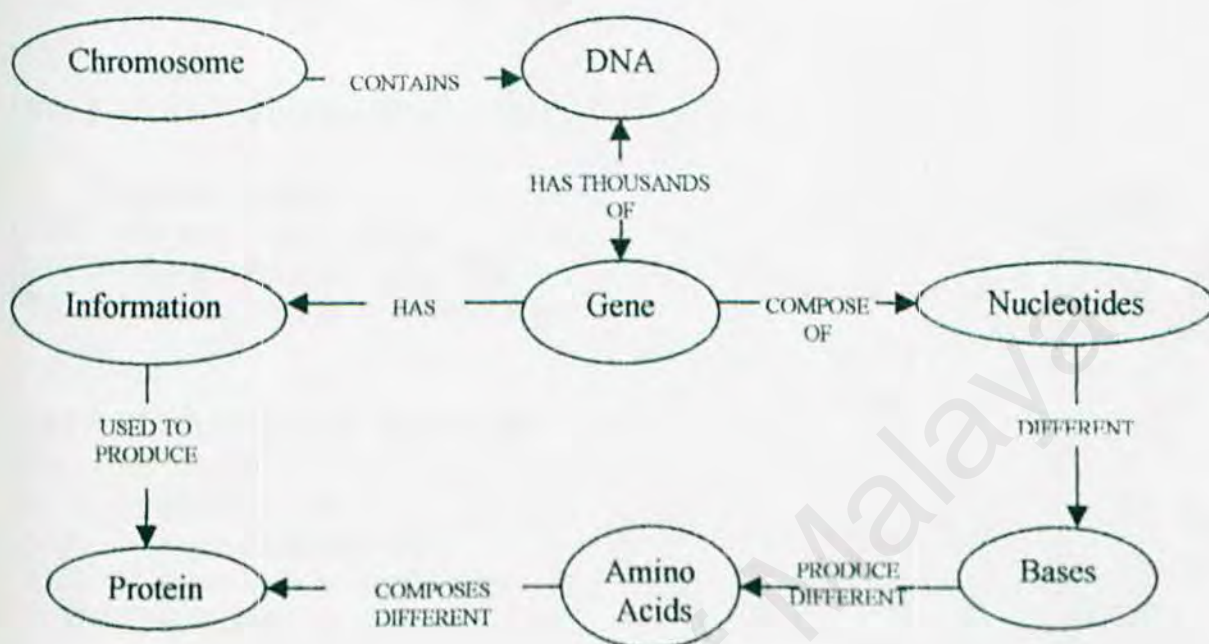 Chromosome
CONTAINS
DNA
HAS THOUSANDS
OF
Information
HAS
Gene
COMPOSE
OF
Nucleotides
USED TO
PRODUCE
DIFFERENT
Protein
COMPOSES
DIFFERENT
Amino
Acids
PRODUCE
DIFFERENT
Bases
Malaya